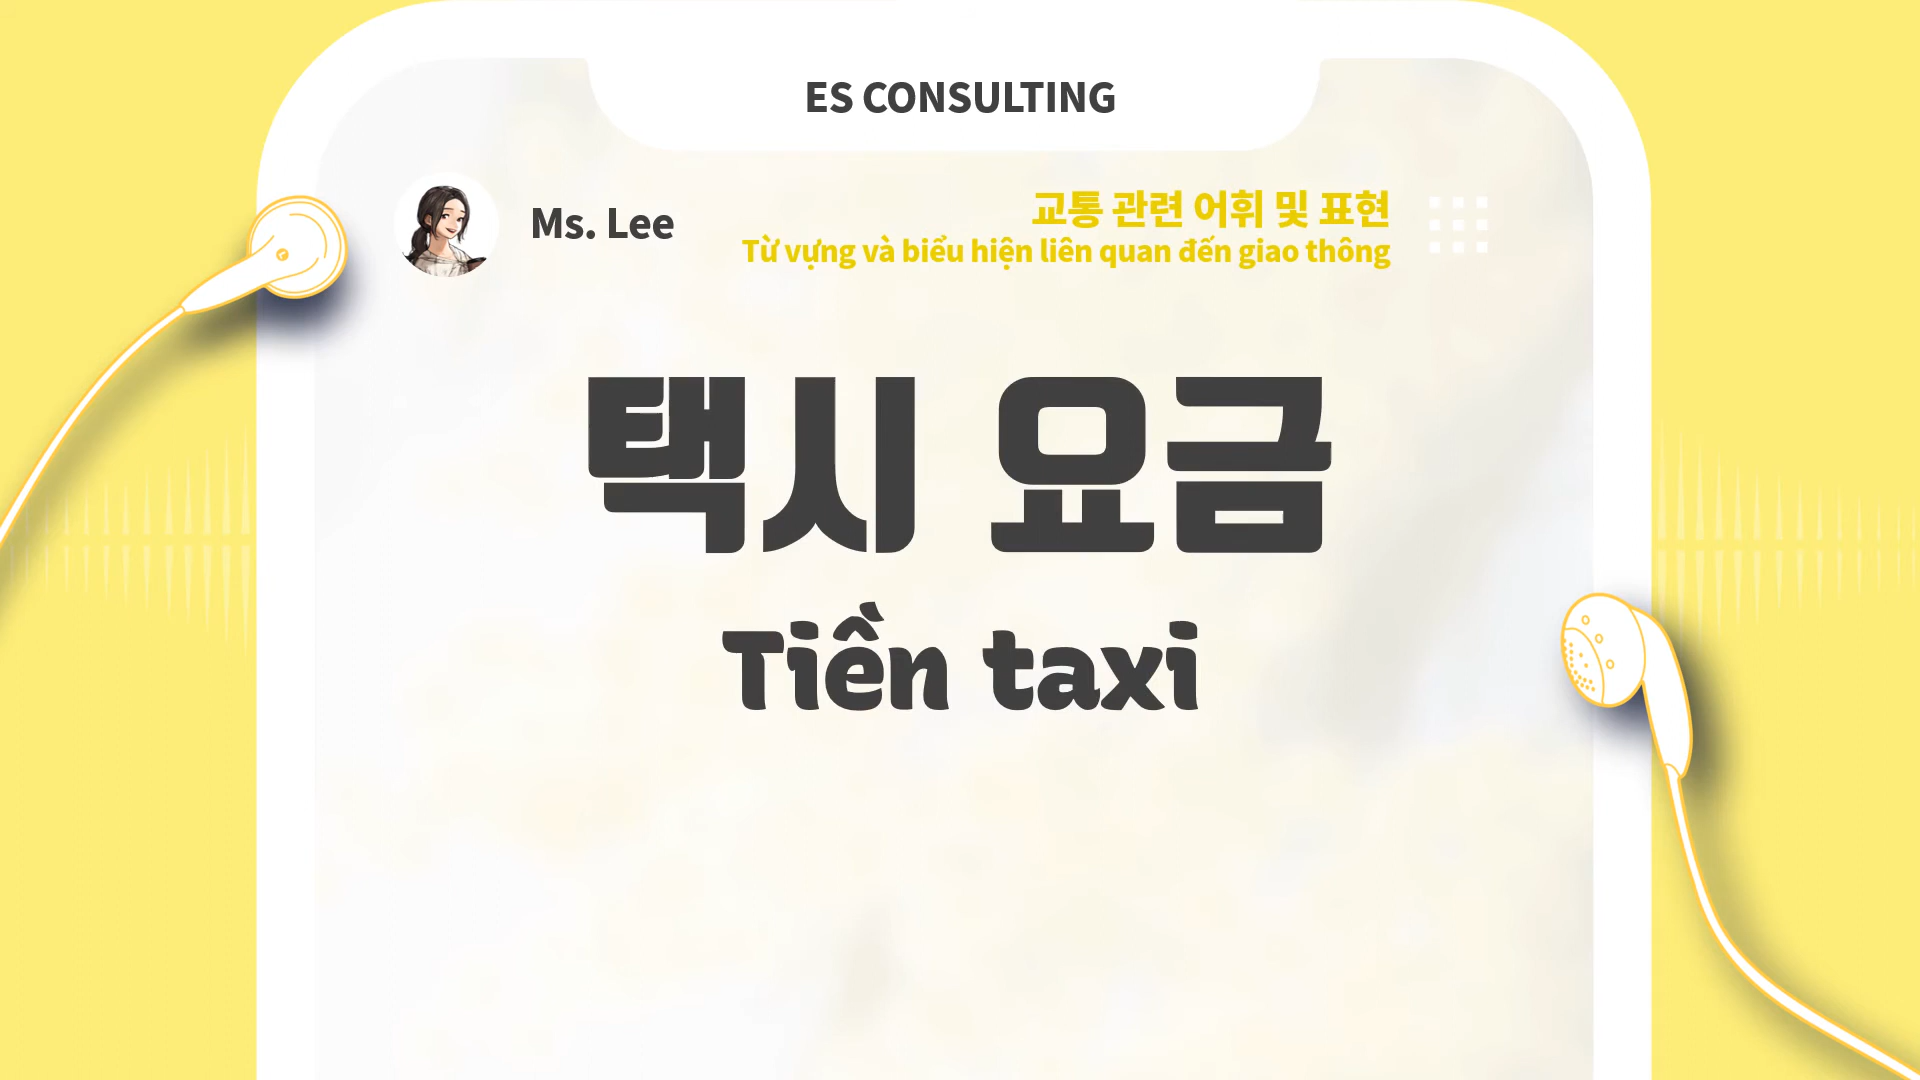 ES CONSULTING
Ms. Lee
교통 관련 어휘 및 표현
Từ vựng và biểu hiện liên quan đến giao thông
택시 요금
Tiền taxi